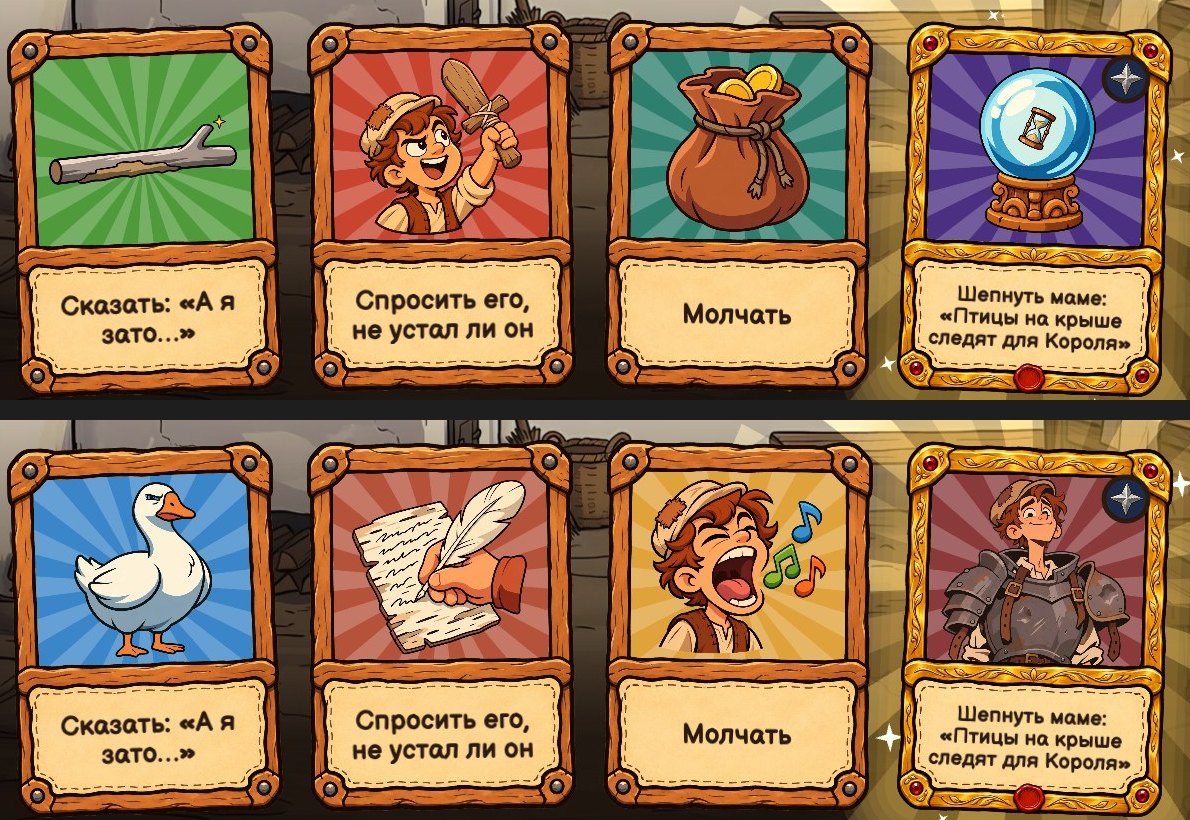 Сказать: «А я
зато...»
Спросить его,
не устал ли он
Молчать
Шепнуть маме:
«Птицы на крыше
следят для Короля»
Сказать: «А я
зато...»
Спросить его,
не устал ли он
Молчать
Шепнуть маме:
«Птицы на крыше
следят для Короля»